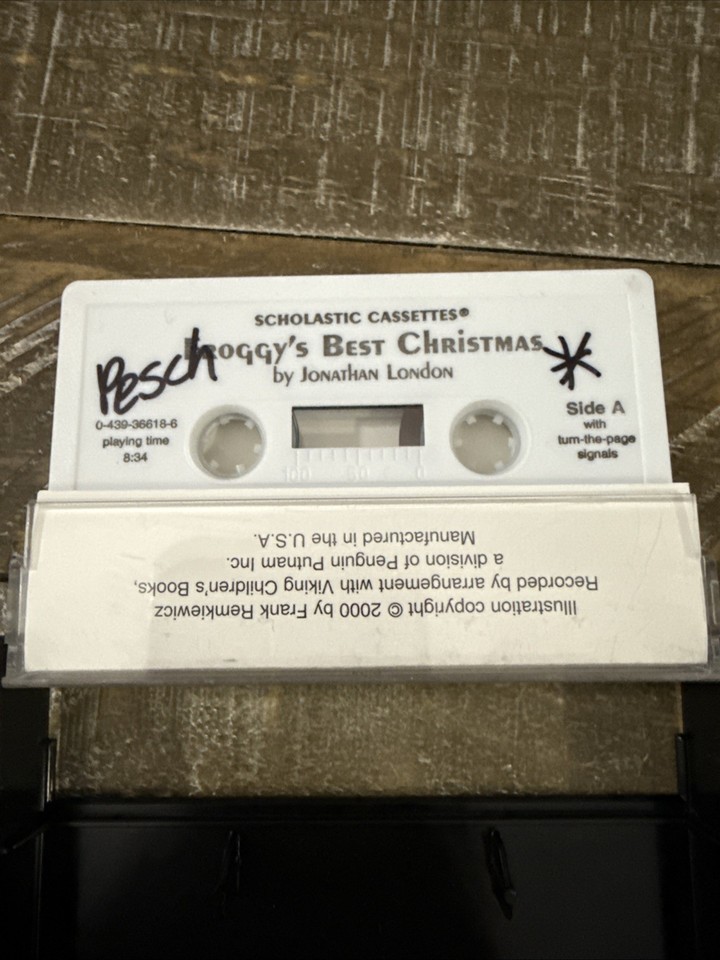 SCHOLASTIC CASSETTES®
Froggy's Best Christmas
by Jonathan London
Pesch
*
0-439-36618-6
playing time
8:34
Side A
with
turn-the-page
signals
100 50 0
Illustration copyright © 2000 by Frank Remkiewicz
Recorded by arrangement with Viking Children's Books,
a division of Penguin Putnam Inc.
Manufactured in the U.S.A.